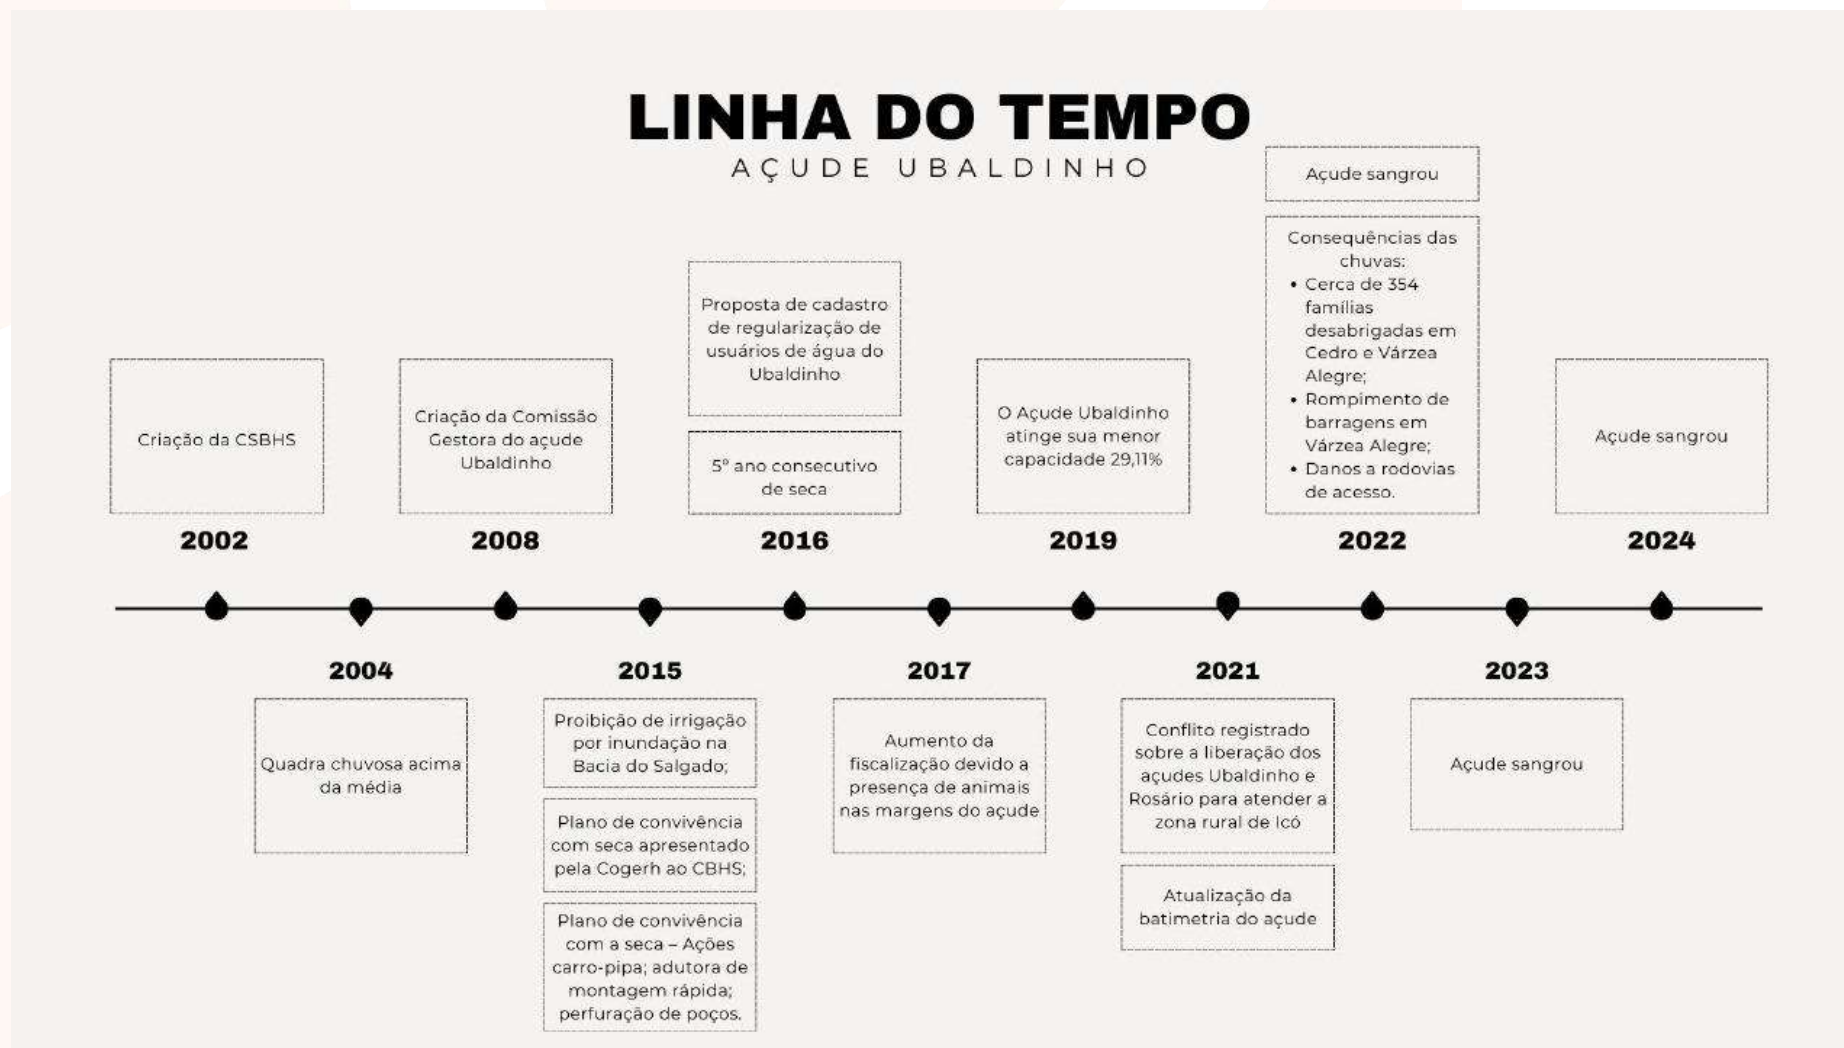 LINHA DO TEMPO
AÇUDE UBALDINHO
Criação da CSBHS
2002
Quadra chuvosa acima
da média
2004
Criação da Comissão
Gestora do açude
Ubaldinho
2008
2015
Proibição de irrigação
por inundação na
Bacia do Salgado;
Plano de convivência
com seca apresentado
pela Cogerh ao CBHS;
Plano de convivência
com a seca – Ações
carro-pipa; adutora de
montagem rápida;
perfuração de poços.
Proposta de cadastro
de regularização de
usuários de água do
Ubaldinho
5º ano consecutivo
de seca
2016
2017
Aumento da
fiscalização devido a
presença de animais
nas margens do açude
O Açude Ubaldinho
atinge sua menor
capacidade 29,11%
2019
2021
Conflito registrado
sobre a liberação dos
açudes Ubaldinho e
Rosário para atender a
zona rural de Icó
Atualização da
batimetria do açude
Açude sangrou
Consequências das
chuvas:
• Cerca de 354
famílias
desabrigadas em
Cedro e Várzea
Alegre;
• Rompimento de
barragens em
Várzea Alegre;
• Danos a rodovias
de acesso.
2022
2023
Açude sangrou
Açude sangrou
2024